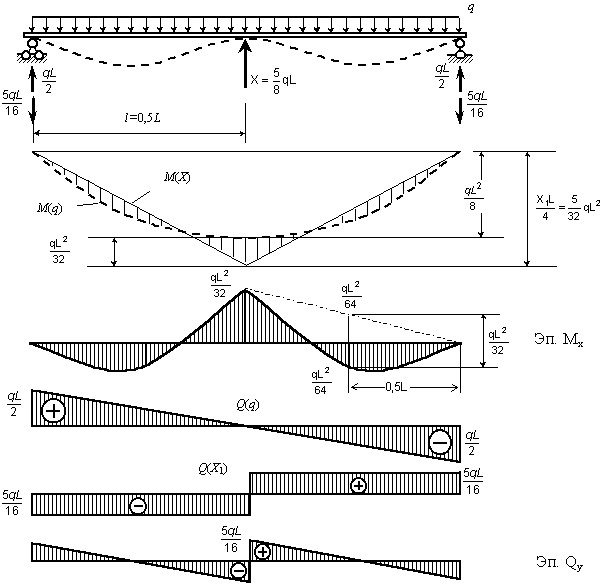 q
qL/2
X = 5/8 qL
qL/2
5qL/16
5qL/16
l=0,5L
M(X)
M(q)
qL²/8
X₁L/4 = 5/32 qL²
qL²/32
qL²/32
qL²/64
qL²/32
Эп. Mₓ
qL²/64
0,5L
qL/2
Q(q)
+
−
qL/2
Q(X₁)
5qL/16
+
5qL/16
−
5qL/16
+
−
Эп. Qᵧ